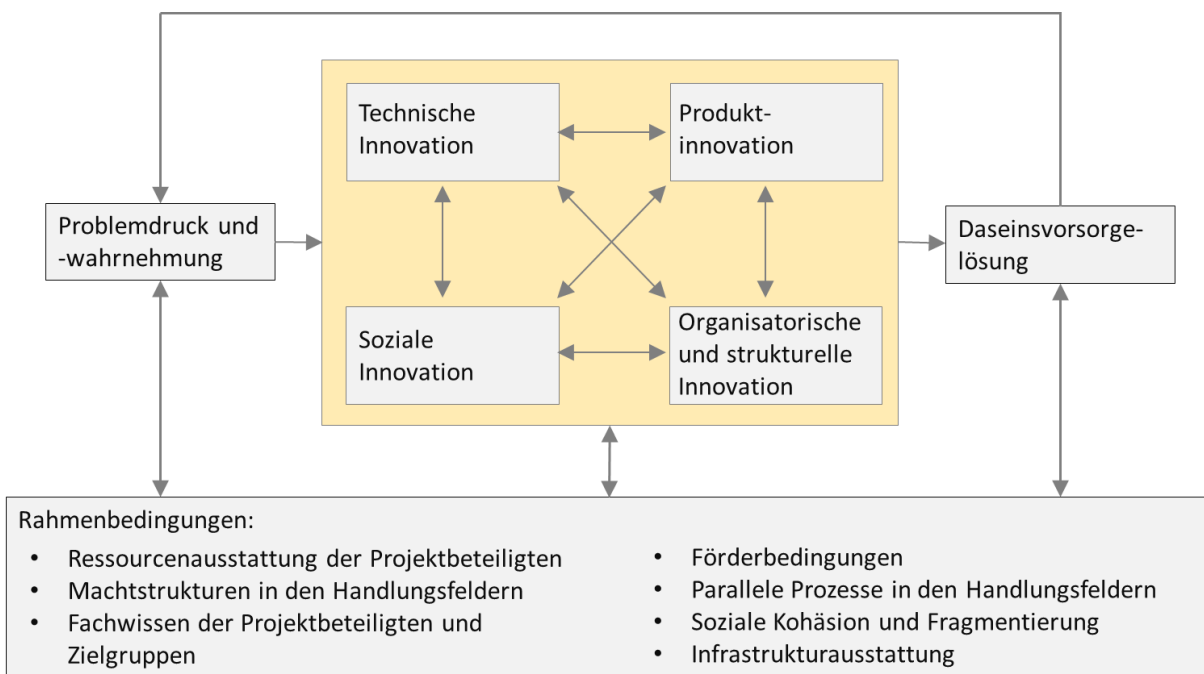 Technische
Innovation
Produkt-
innovation
Problemdruck und
-wahrnehmung
Daseinsvorsorge-
lösung
Soziale
Innovation
Organisatorische
und strukturelle
Innovation
Rahmenbedingungen:
• Ressourcenausstattung der Projektbeteiligten
• Machtstrukturen in den Handlungsfeldern
• Fachwissen der Projektbeteiligten und
Zielgruppen
• Förderbedingungen
• Parallele Prozesse in den Handlungsfeldern
• Soziale Kohäsion und Fragmentierung
• Infrastrukturausstattung